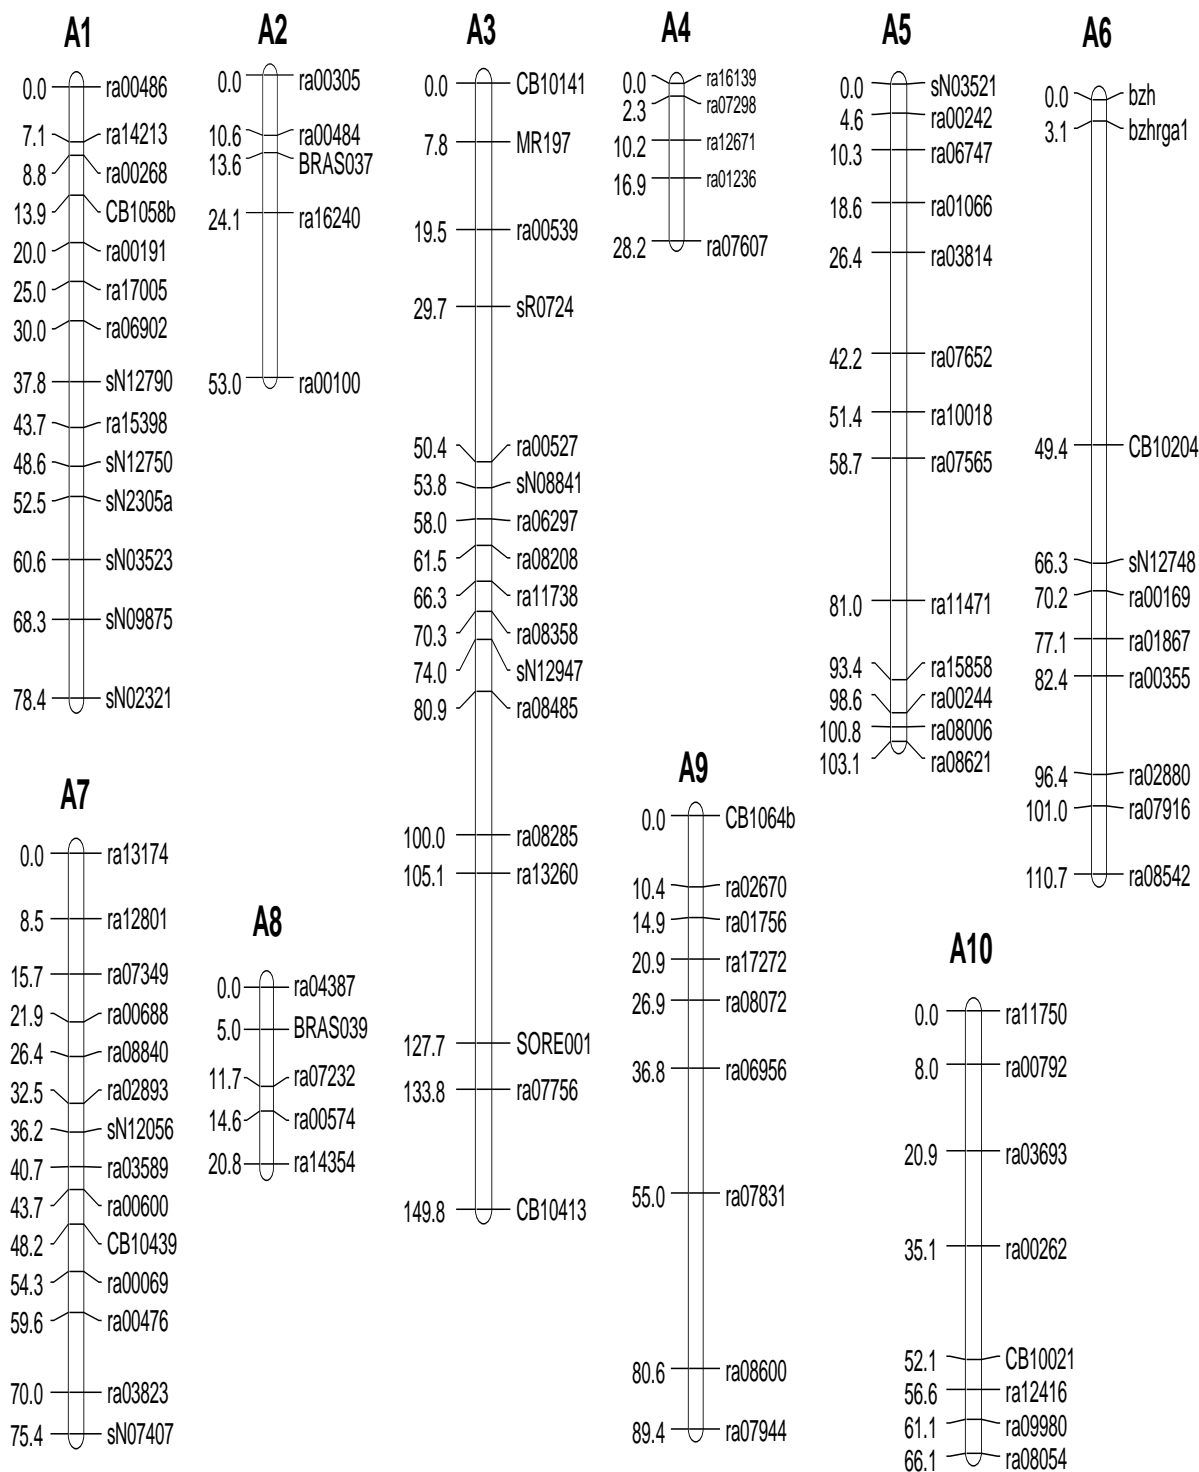 A1
0.0 ra00486
7.1 ra14213
8.8 ra00268
13.9 CB1058b
20.0 ra00191
25.0 ra17005
30.0 ra06902
37.8 sN12790
43.7 ra15398
48.6 sN12750
52.5 sN2305a
60.6 sN03523
68.3 sN09875
78.4 sN02321
A2
0.0 ra00305
10.6 ra00484
13.6 BRAS037
24.1 ra16240
53.0 ra00100
A3
0.0 CB10141
7.8 MR197
19.5 ra00539
29.7 sR0724
50.4 ra00527
53.8 sN08841
58.0 ra06297
61.5 ra08208
66.3 ra11738
70.3 ra08358
74.0 sN12947
80.9 ra08485
100.0 ra08285
105.1 ra13260
127.7 SORE001
133.8 ra07756
149.8 CB10413
A4
0.0 ra16139
2.3 ra07298
10.2 ra12671
16.9 ra01236
28.2 ra07607
A5
0.0 sN03521
4.6 ra00242
10.3 ra06747
18.6 ra01066
26.4 ra03814
42.2 ra07652
51.4 ra10018
58.7 ra07565
81.0 ra11471
93.4 ra15858
98.6 ra00244
100.8 ra08006
103.1 ra08621
A6
0.0 bzh
3.1 bzhrga1
49.4 CB10204
66.3 sN12748
70.2 ra00169
77.1 ra01867
82.4 ra00355
96.4 ra02880
101.0 ra07916
110.7 ra08542
A7
0.0 ra13174
8.5 ra12801
15.7 ra07349
21.9 ra00688
26.4 ra08840
32.5 ra02893
36.2 sN12056
40.7 ra03589
43.7 ra00600
48.2 CB10439
54.3 ra00069
59.6 ra00476
70.0 ra03823
75.4 sN07407
A8
0.0 ra04387
5.0 BRAS039
11.7 ra07232
14.6 ra00574
20.8 ra14354
A9
0.0 CB1064b
10.4 ra02670
14.9 ra01756
20.9 ra17272
26.9 ra08072
36.8 ra06956
55.0 ra07831
80.6 ra08600
89.4 ra07944
A10
0.0 ra11750
8.0 ra00792
20.9 ra03693
35.1 ra00262
52.1 CB10021
56.6 ra12416
61.1 ra09980
66.1 ra08054